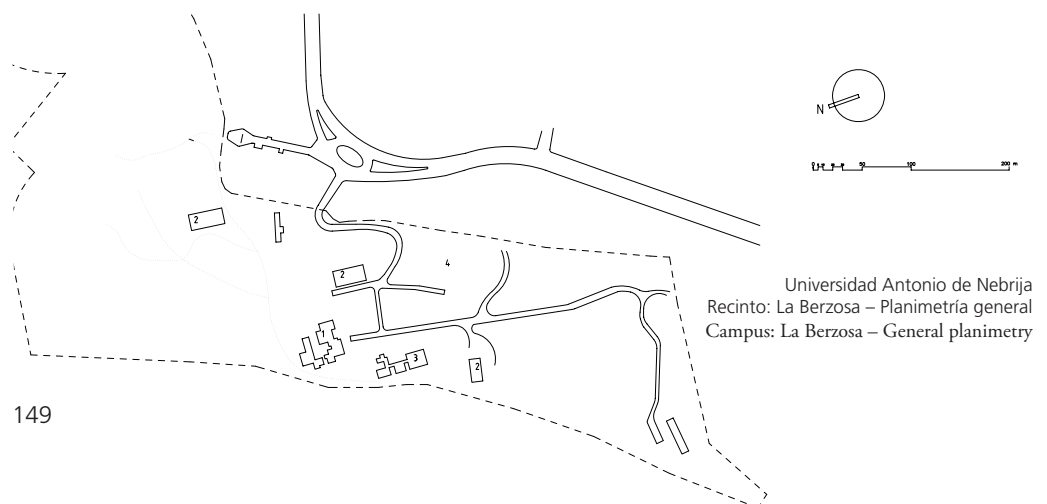 N
0 50 100 200 m
2
2
4
1
3
2
Universidad Antonio de Nebrija
Recinto: La Berzosa – Planimetría general
Campus: La Berzosa – General planimetry
149